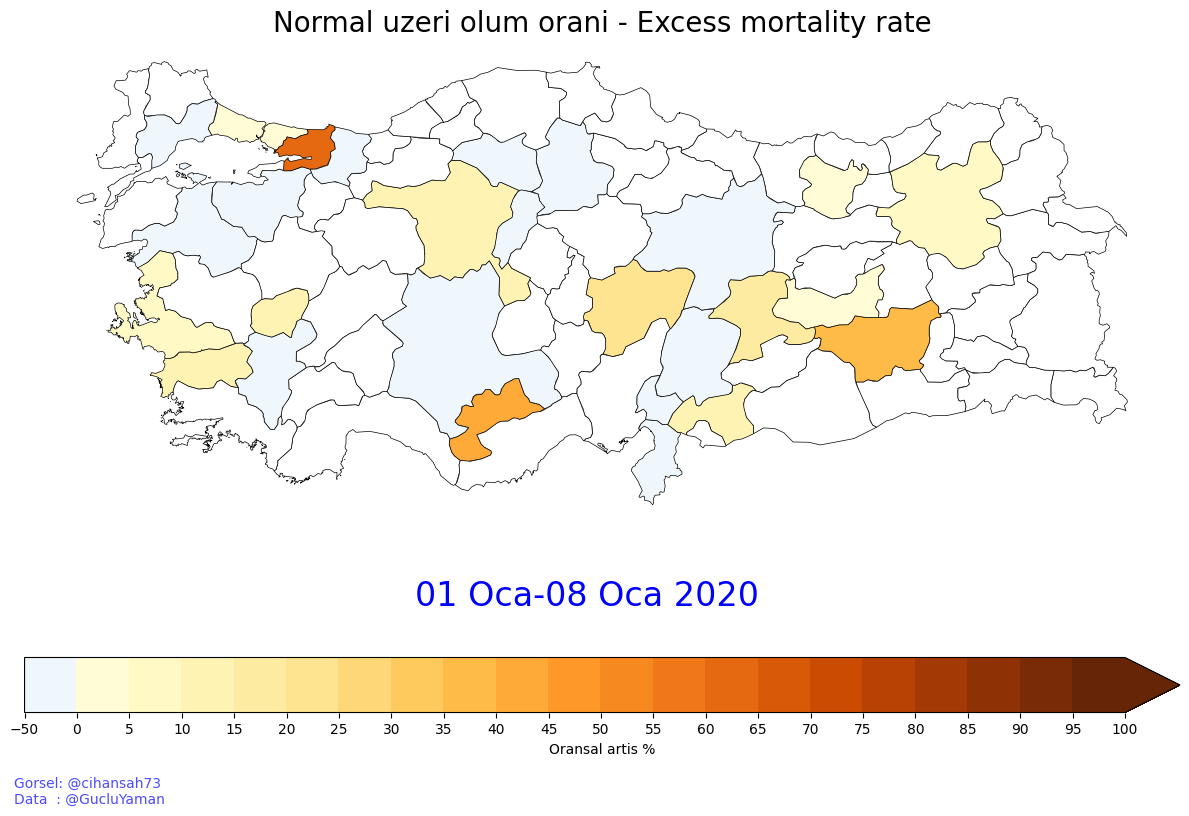 Normal uzeri olum orani - Excess mortality rate
01 Oca-08 Oca 2020
−50 0 5 10 15 20 25 30 35 40 45 50 55 60 65 70 75 80 85 90 95 100
Oransal artis %
Gorsel: @cihansah73
Data  : @GucluYaman